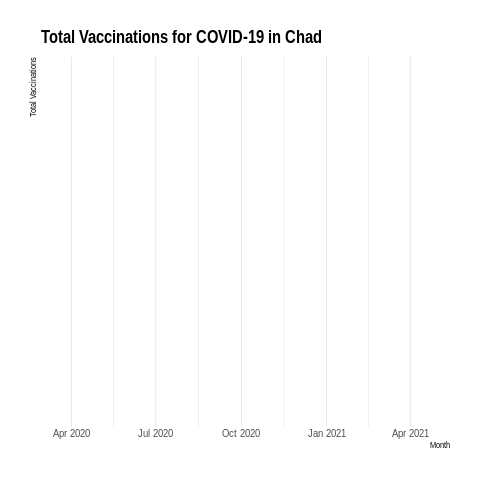 Total Vaccinations for COVID-19 in Chad
Total Vaccinations
Apr 2020 Jul 2020 Oct 2020 Jan 2021 Apr 2021
Month